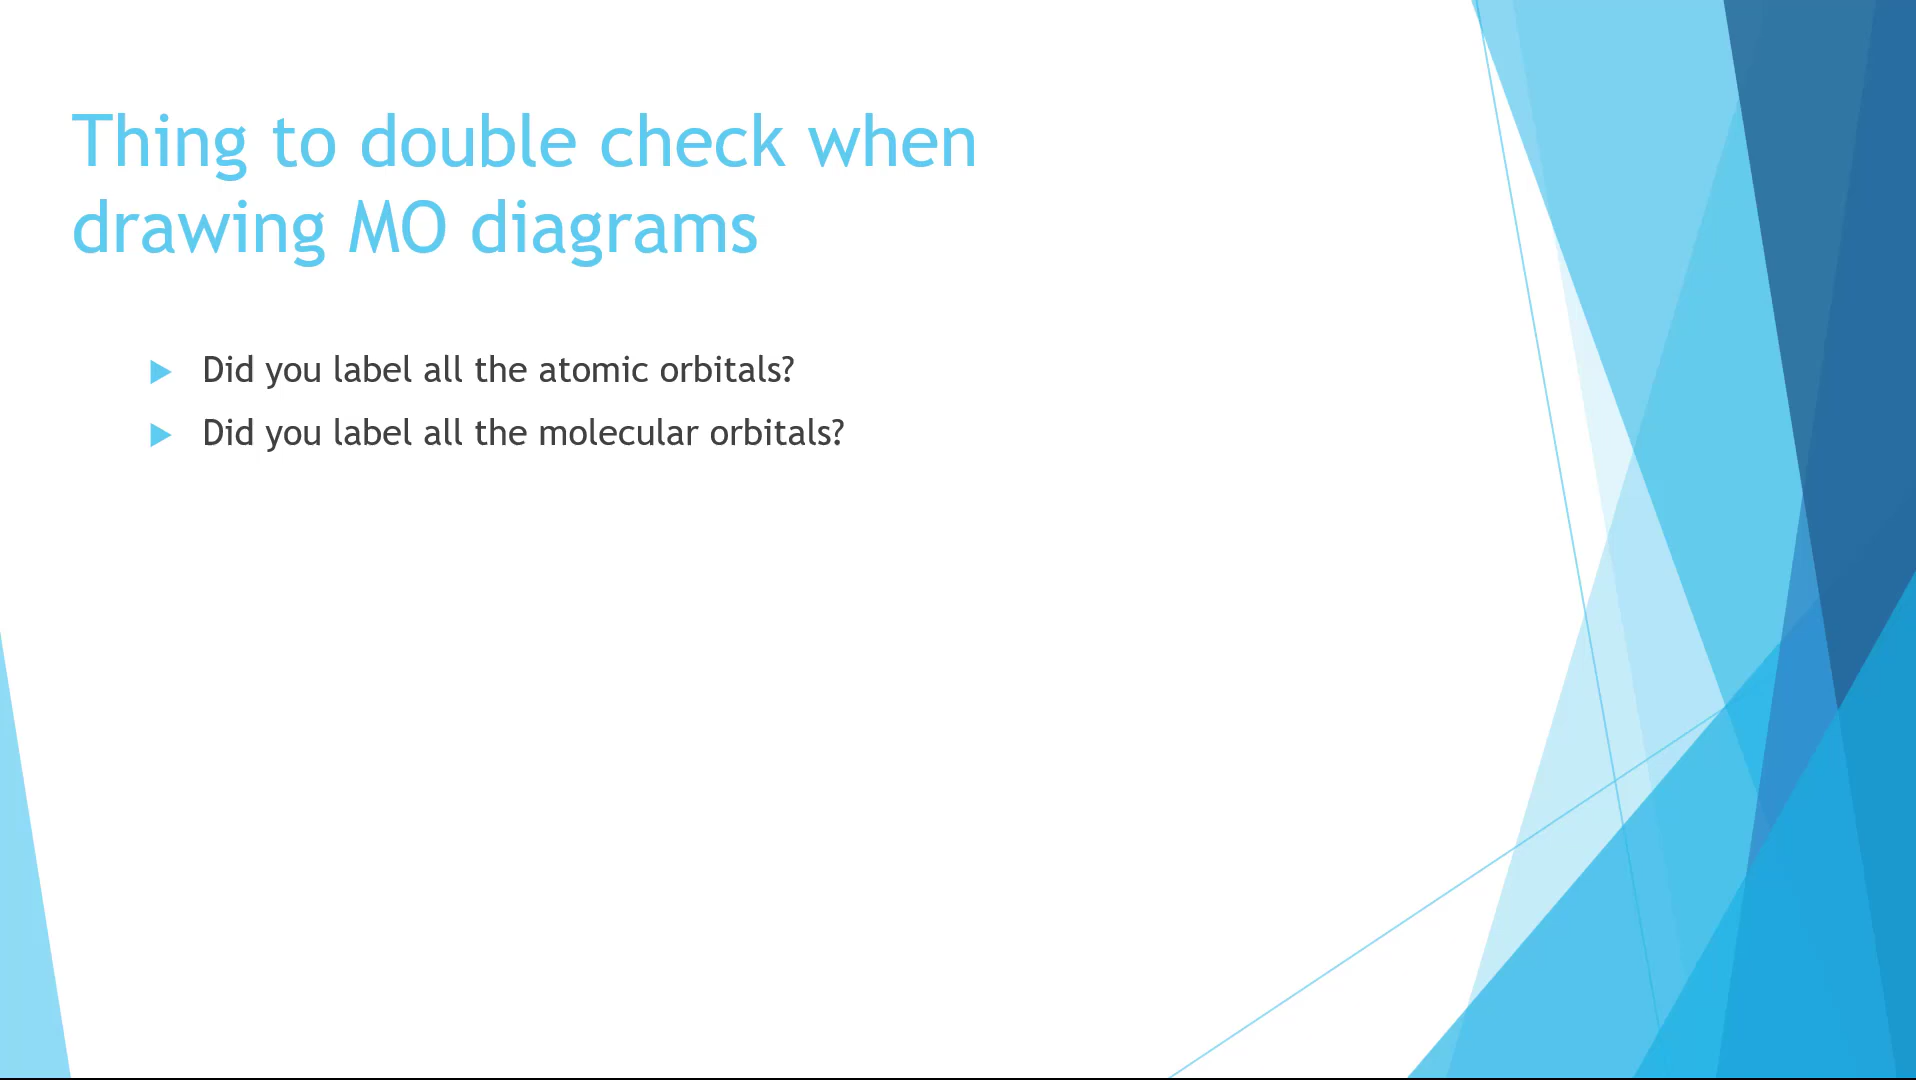 Thing to double check when
drawing MO diagrams
Did you label all the atomic orbitals?
Did you label all the molecular orbitals?